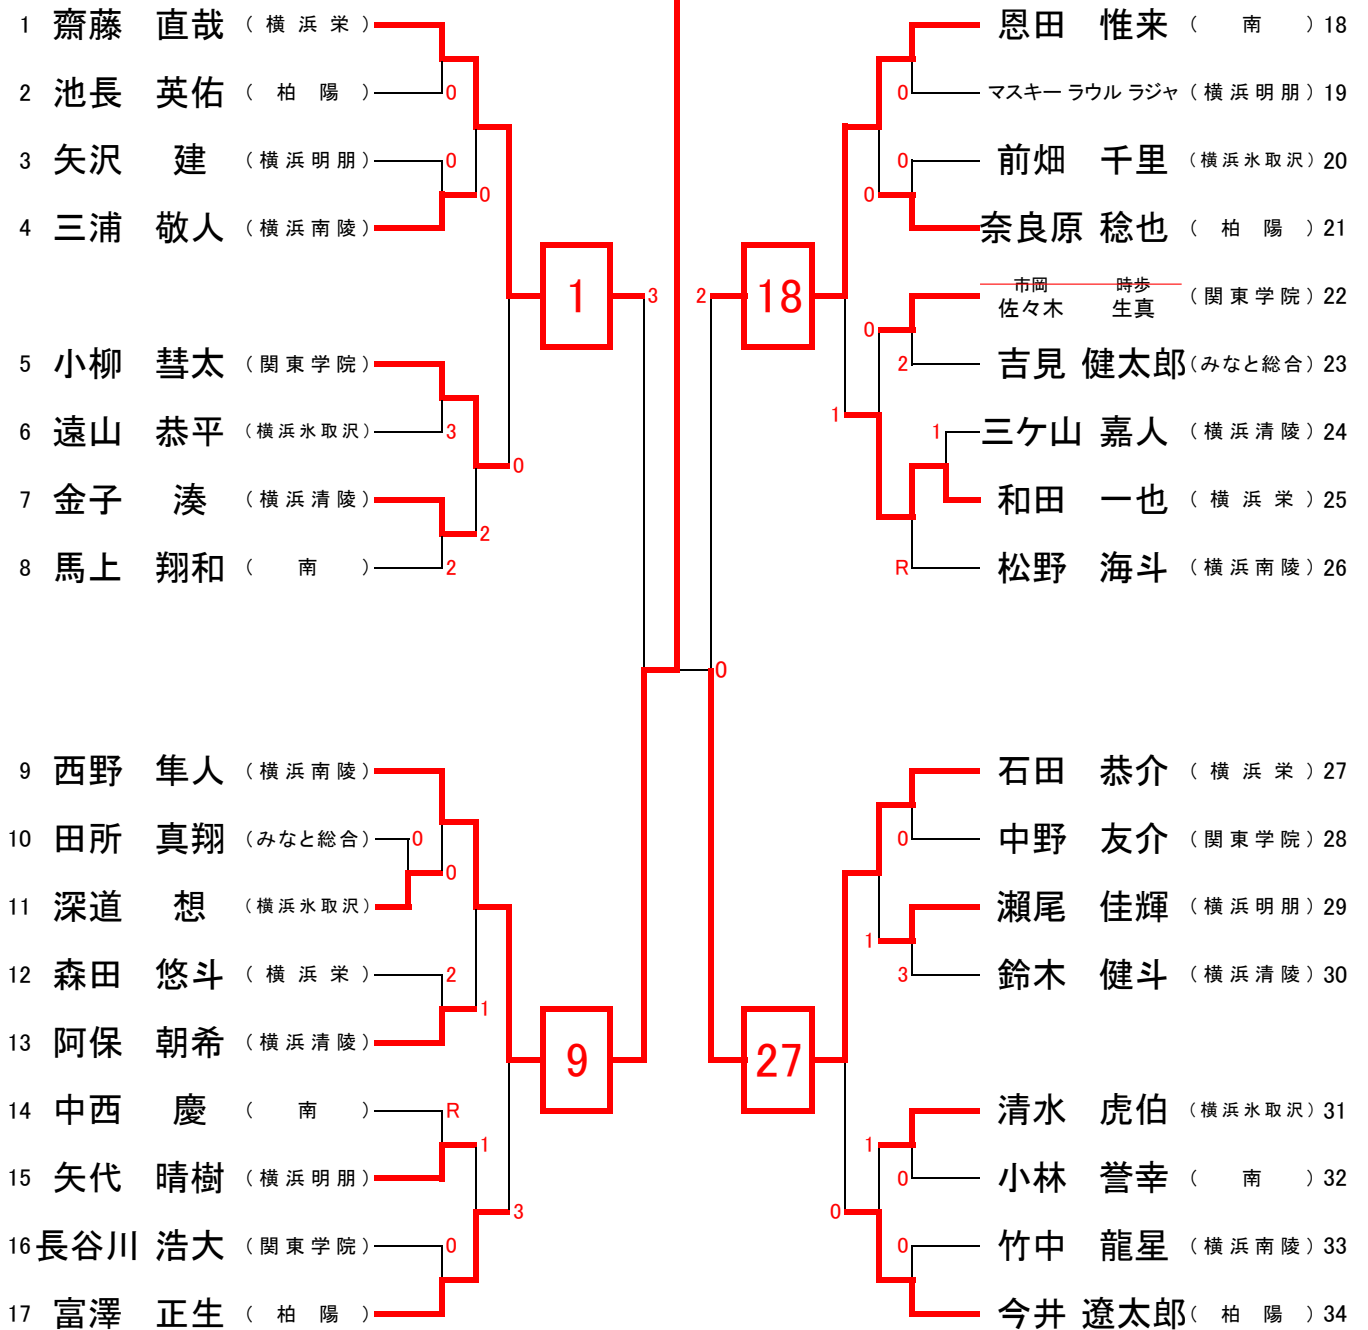 1 齋藤 直哉 (横浜栄)
0
2 池長 英佑 (柏陽)
3 矢沢 建 (横浜明朋)
0
0
4 三浦 敬人 (横浜南陵)
1
3
5 小柳 彗太 (関東学院)
6 遠山 恭平 (横浜氷取沢)
3
0
7 金子 湊 (横浜清陵)
2
8 馬上 翔和 (南)
2
9 西野 隼人 (横浜南陵)
10 田所 真翔 (みなと総合)
0
0
11 深道 想 (横浜氷取沢)
12 森田 悠斗 (横浜栄)
2
1
13 阿保 朝希 (横浜清陵)
9
14 中西 慶 (南)
R
1
15 矢代 晴樹 (横浜明朋)
3
16 長谷川 浩大 (関東学院)
0
17 富澤 正生 (柏陽)
恩田 惟来 (南) 18
0
マスキー ラウル ラジャ (横浜明朋) 19
0
前畑 千里 (横浜氷取沢) 20
0
奈良原 稔也 (柏陽) 21
2
18
市岡 時歩
佐々木 生真 (関東学院) 22
0
2
吉見 健太郎 (みなと総合) 23
1
1
三ケ山 嘉人 (横浜清陵) 24
和田 一也 (横浜栄) 25
R
松野 海斗 (横浜南陵) 26
0
石田 恭介 (横浜栄) 27
0
中野 友介 (関東学院) 28
瀬尾 佳輝 (横浜明朋) 29
1
3
鈴木 健斗 (横浜清陵) 30
27
清水 虎伯 (横浜氷取沢) 31
1
0
小林 誉幸 (南) 32
0
0
竹中 龍星 (横浜南陵) 33
今井 遼太郎 (柏陽) 34